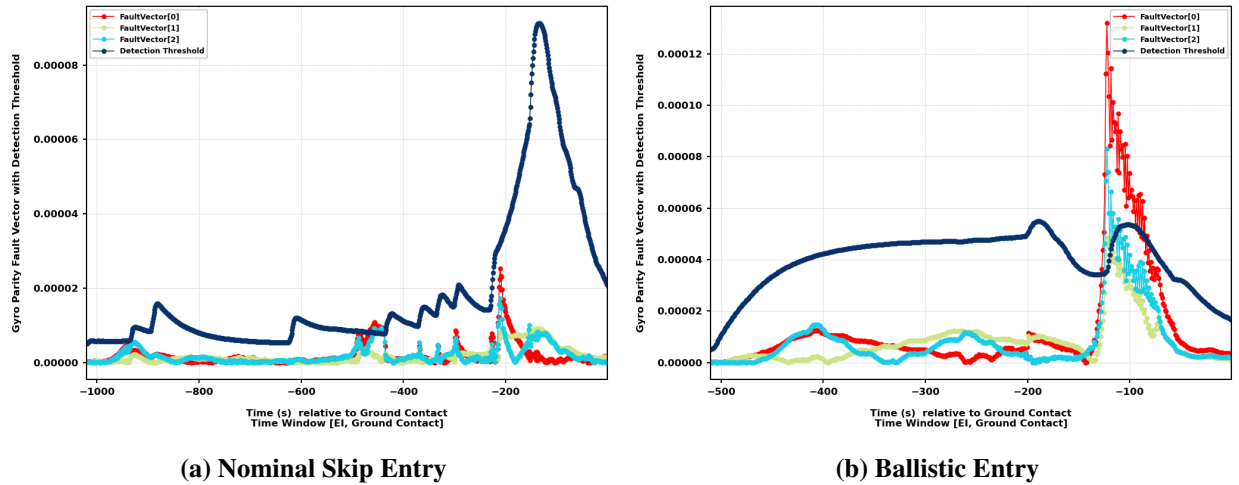 Gyro Parity Fault Vector with Detection Threshold
FaultVector[0]
FaultVector[1]
FaultVector[2]
Detection Threshold
0.00008
0.00006
0.00004
0.00002
0.00000
−1000
−800
−600
−400
−200
Time (s) relative to Ground Contact
Time Window [EI, Ground Contact]
(a) Nominal Skip Entry
Gyro Parity Fault Vector with Detection Threshold
FaultVector[0]
FaultVector[1]
FaultVector[2]
Detection Threshold
0.00012
0.00010
0.00008
0.00006
0.00004
0.00002
0.00000
−500
−400
−300
−200
−100
Time (s) relative to Ground Contact
Time Window [EI, Ground Contact]
(b) Ballistic Entry